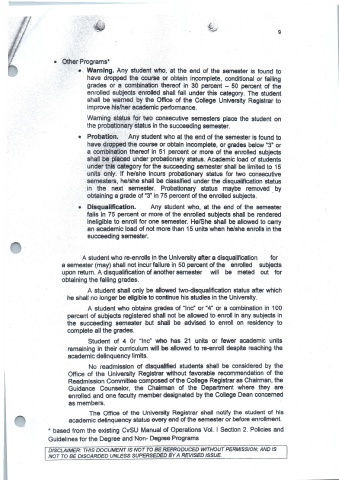 9
• Other Programs*
• Warning. Any student who, at the end of the semester is found to
have dropped the course or obtain incomplete, conditional or failing
grades or a combination thereof in 30 percent – 50 percent of the
enrolled subjects enrolled shall fall under this category. The student
shall be warned by the Office of the College University Registrar to
improve his/her academic performance.
Warning status for two consecutive semesters place the student on
the probationary status in the succeeding semester.
• Probation. Any student who at the end of the semester is found to
have dropped the course or obtain incomplete, or grades below "3" or
a combination thereof in 51 percent or more of the enrolled subjects
shall be placed under probationary status. Academic load of students
under this category for the succeeding semester shall be limited to 15
units only. If he/she incurs probationary status for two consecutive
semesters, he/she shall be classified under the disqualification status
in the next semester. Probationary status maybe removed by
obtaining a grade of "3" in 75 percent of the enrolled subjects.
• Disqualification. Any student who, at the end of the semester
fails in 75 percent or more of the enrolled subjects shall be rendered
ineligible to enroll for one semester. He/She shall be allowed to carry
an academic load of not more than 15 units when he/she enrolls in the
succeeding semester.
A student who re-enrolls in the University after a disqualification for
a semester (may) shall not incur failure in 50 percent of the enrolled subjects
upon return. A disqualification of another semester will be meted out for
obtaining the failing grades.
A student shall only be allowed two-disqualification status after which
he shall no longer be eligible to continue his studies in the University.
A student who obtains grades of "Inc" or "4" or a combination in 100
percent of subjects registered shall not be allowed to enroll in any subjects in
the succeeding semester but shall be advised to enroll on residency to
complete all the grades.
Student of 4 0r "Inc" who has 21 units or fewer academic units
remaining in their curriculum will be allowed to re-enroll despite reaching the
academic delinquency limits.
No readmission of disqualified students shall be considered by the
Office of the University Registrar without favorable recommendation of the
Readmission Committee composed of the College Registrar as Chairman, the
Guidance Counselor, the Chairman of the Department where they are
enrolled and one faculty member designated by the College Dean concerned
as members.
The Office of the University Registrar shall notify the student of his
academic delinquency status every end of the semester or before enrollment.
* based from the existing CvSU Manual of Operations Vol. I Section 2. Policies and
Guidelines for the Degree and Non- Degree Programs
DISCLAIMER: THIS DOCUMENT IS NOT TO BE REPRODUCED WITHOUT PERMISSION, AND IS
NOT TO BE DISCARDED UNLESS SUPERSEDED BY A REVISED ISSUE.